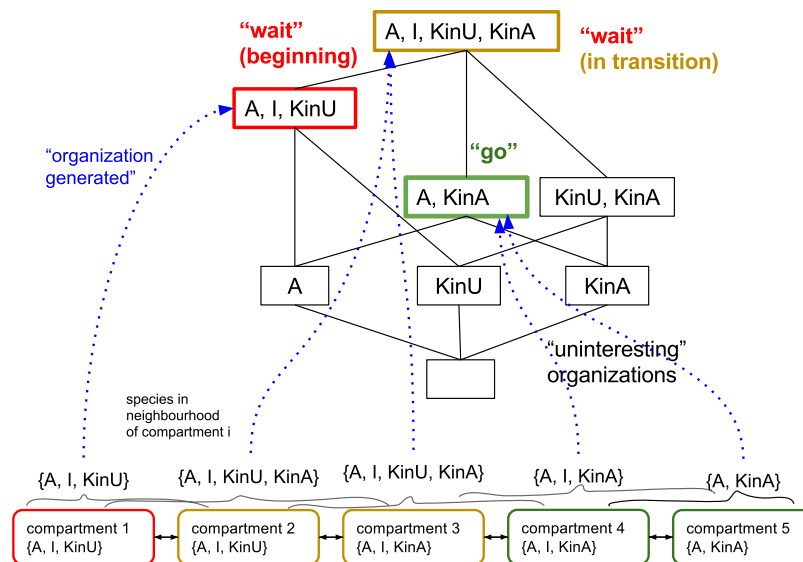 “wait”
(beginning)
A, I, KinU, KinA
“wait”
(in transition)
A, I, KinU
“organization
generated”
“go”
A, KinA
KinU, KinA
A
KinU
KinA
“uninteresting”
organizations
species in
neighbourhood
of compartment i
{A, I, KinU}
{A, I, KinU, KinA}
{A, I, KinU, KinA}
{A, I, KinA}
{A, KinA}
compartment 1
{A, I, KinU}
compartment 2
{A, I, KinU}
compartment 3
{A, I, KinA}
compartment 4
{A, I, KinA}
compartment 5
{A, KinA}